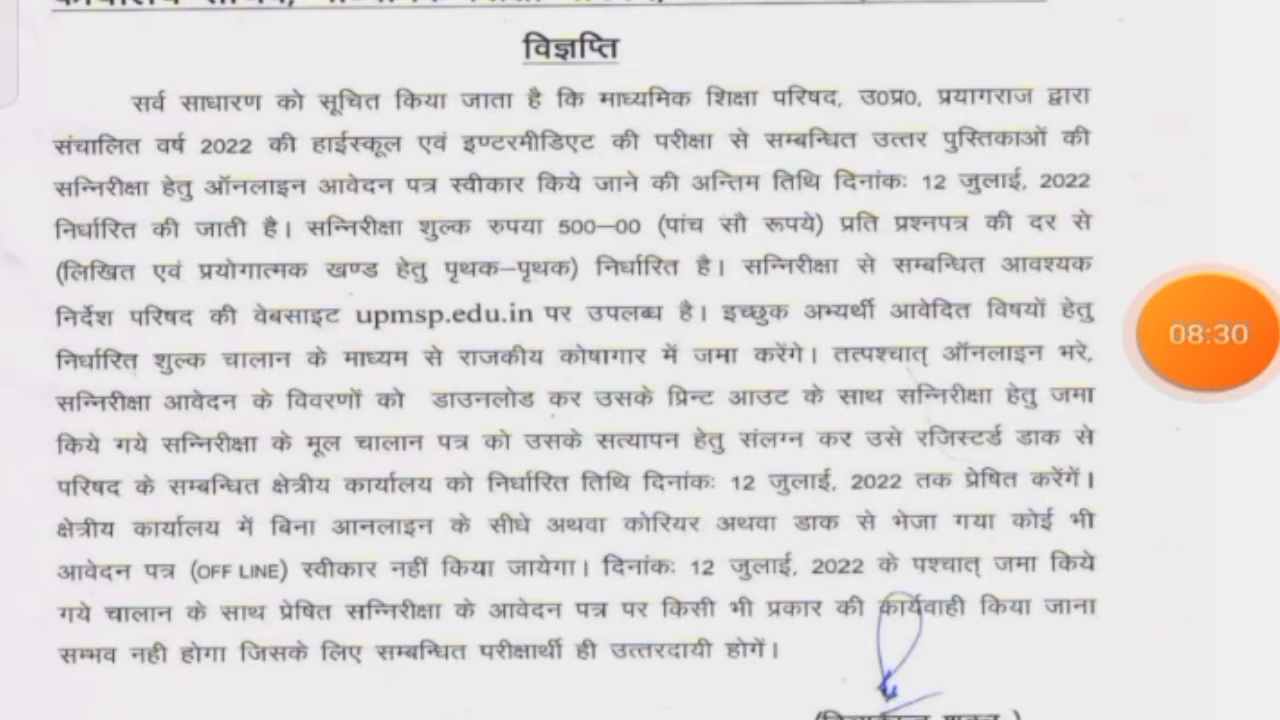 विज्ञप्ति
सर्व साधारण को सूचित किया जाता है कि माध्यमिक शिक्षा परिषद, उ0प्र0, प्रयागराज द्वारा
संचालित वर्ष 2022 की हाईस्कूल एवं इण्टरमीडिएट की परीक्षा से सम्बन्धित उत्तर पुस्तिकाओं की
सन्निरीक्षा हेतु ऑनलाइन आवेदन पत्र स्वीकार किये जाने की अन्तिम तिथि दिनांकः 12 जुलाई, 2022
निर्धारित की जाती है। सन्निरीक्षा शुल्क रुपया 500–00 (पांच सौ रूपये) प्रति प्रश्नपत्र की दर से
(लिखित एवं प्रयोगात्मक खण्ड हेतु पृथक–पृथक) निर्धारित है। सन्निरीक्षा से सम्बन्धित आवश्यक
निर्देश परिषद की वेबसाइट upmsp.edu.in पर उपलब्ध है। इच्छुक अभ्यर्थी आवेदित विषयों हेतु
08:30
निर्धारित शुल्क चालान के माध्यम से राजकीय कोषागार में जमा करेंगे। तत्पश्चात् ऑनलाइन भरे,
सन्निरीक्षा आवेदन के विवरणों को डाउनलोड कर उसके प्रिन्ट आउट के साथ सन्निरीक्षा हेतु जमा
किये गये सन्निरीक्षा के मूल चालान पत्र को उसके सत्यापन हेतु संलग्न कर उसे रजिस्टर्ड डाक से
परिषद के सम्बन्धित क्षेत्रीय कार्यालय को निर्धारित तिथि दिनांकः 12 जुलाई, 2022 तक प्रेषित करेंगें।
क्षेत्रीय कार्यालय में बिना आनलाइन के सीधे अथवा कोरियर अथवा डाक से भेजा गया कोई भी
आवेदन पत्र (OFF LINE) स्वीकार नहीं किया जायेगा। दिनांकः 12 जुलाई, 2022 के पश्चात् जमा किये
गये चालान के साथ प्रेषित सन्निरीक्षा के आवेदन पत्र पर किसी भी प्रकार की कार्यवाही किया जाना
सम्भव नही होगा जिसके लिए सम्बन्धित परीक्षार्थी ही उत्तरदायी होगें।